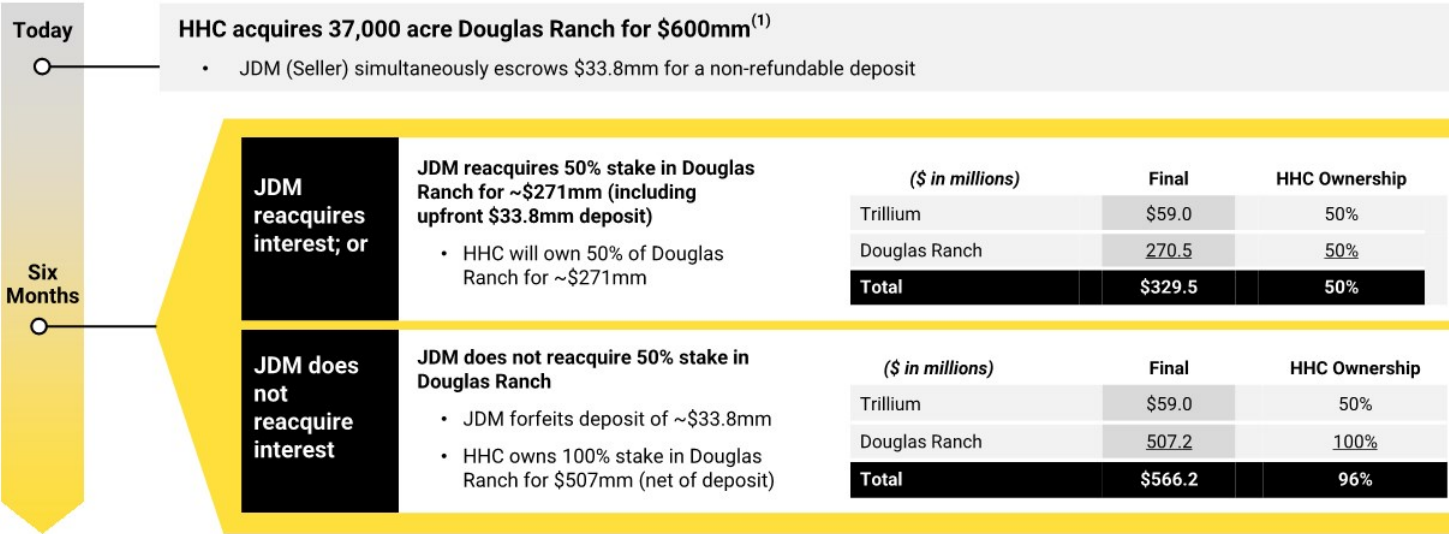 Today
HHC acquires 37,000 acre Douglas Ranch for $600mm(1)
• JDM (Seller) simultaneously escrows $33.8mm for a non-refundable deposit
Six
Months
JDM
reacquires
interest; or
JDM reacquires 50% stake in Douglas
Ranch for ~$271mm (including
upfront $33.8mm deposit)
• HHC will own 50% of Douglas
Ranch for ~$271mm
($ in millions) Final HHC Ownership
Trillium $59.0 50%
Douglas Ranch 270.5 50%
Total $329.5 50%
JDM does
not
reacquire
interest
JDM does not reacquire 50% stake in
Douglas Ranch
• JDM forfeits deposit of ~$33.8mm
• HHC owns 100% stake in Douglas
Ranch for $507mm (net of deposit)
($ in millions) Final HHC Ownership
Trillium $59.0 50%
Douglas Ranch 507.2 100%
Total $566.2 96%